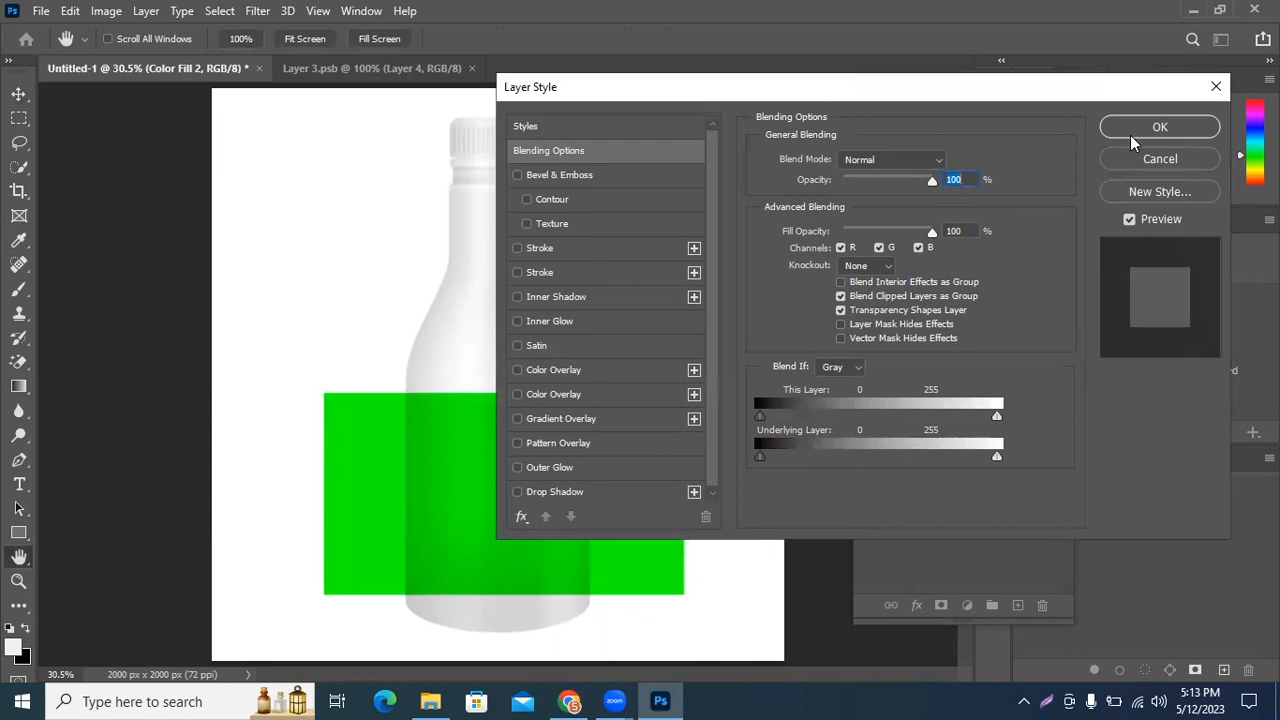 Ps File Edit Image Layer Type Select Filter 3D View Window Help
Scroll All Windows 100% Fit Screen Fill Screen
Untitled-1 @ 30.5% (Color Fill 2, RGB/8) * × Layer 3.psb @ 100% (Layer 4, RGB/8) ×
Layer Style
Styles
Blending Options
Bevel & Emboss
Contour
Texture
Stroke
Stroke
Inner Shadow
Inner Glow
Satin
Color Overlay
Color Overlay
Gradient Overlay
Pattern Overlay
Outer Glow
Drop Shadow
fx
Blending Options
General Blending
Blend Mode: Normal
Opacity: 100 %
Advanced Blending
Fill Opacity: 100 %
Channels: R G B
Knockout: None
Blend Interior Effects as Group
Blend Clipped Layers as Group
Transparency Shapes Layer
Layer Mask Hides Effects
Vector Mask Hides Effects
Blend If: Gray
This Layer: 0 255
Underlying Layer: 0 255
OK
Cancel
New Style...
Preview
fx
30.5% 2000 px x 2000 px (72 ppi)
Type here to search
Ps
5:13 PM
5/12/2023